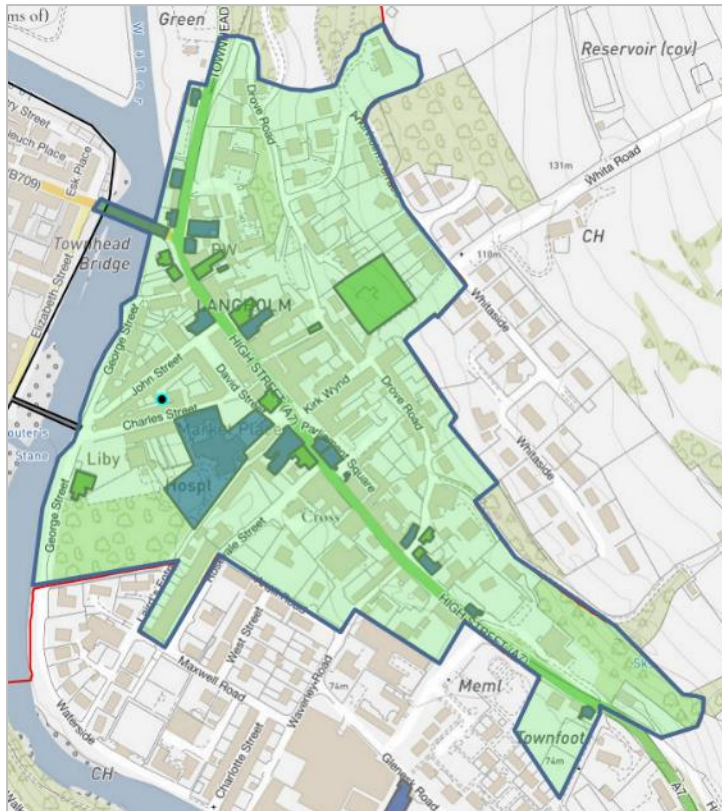 ms of)
Green
Water
TOWNHEAD
Reservoir (cov)
Drove Road
Esk Place
131m
Whita Road
(B709)
CH
PW
Townhead
Bridge
110m
Elizabeth Street
LANGHOLM
Whitaside
George Street
John Street
HIGH STREET (A7)
David Street
Kirk Wynd
Drove Road
Charles Street
Market Place
Parliament Square
Whitaside
Stane
Liby
Hospl
George Street
Cross
HIGH STREET (A7)
West Street
Maxwell Road
Waverley Road
74m
Meml
Waterside
Townfoot
Charlotte Street
74m
CH
Glenesk Road
A7